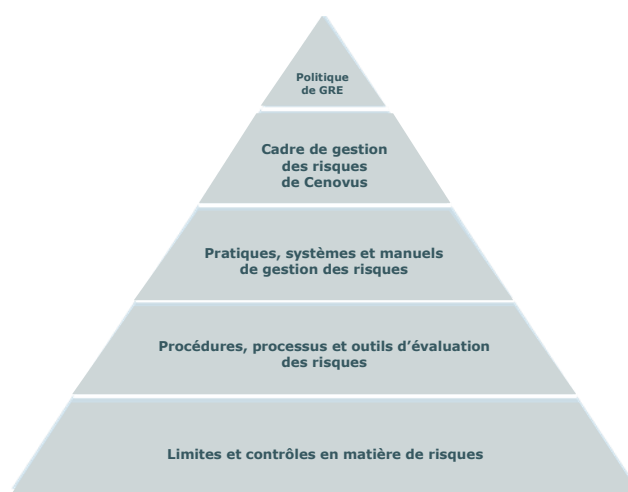 Politique
de GRE
Cadre de gestion
des risques
de Cenovus
Pratiques, systèmes et manuels
de gestion des risques
Procédures, processus et outils d’évaluation
des risques
Limites et contrôles en matière de risques